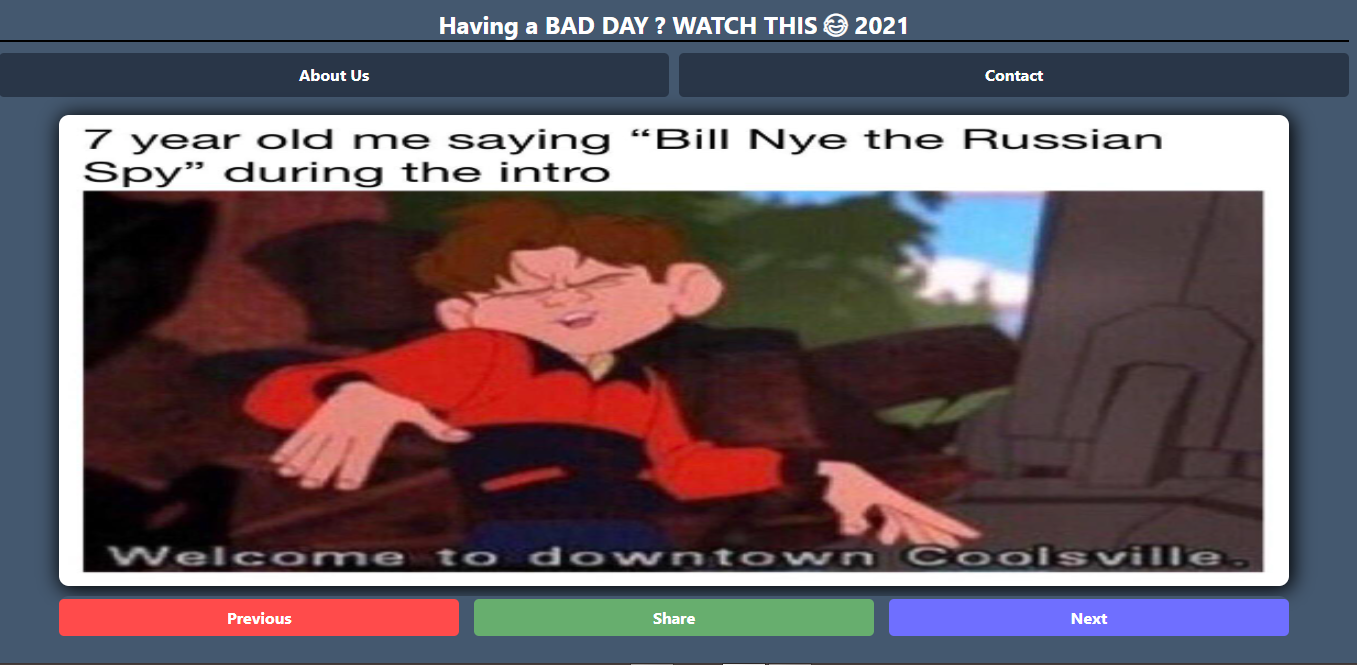 Having a BAD DAY ? WATCH THIS 😂 2021
About Us
Contact
7 year old me saying “Bill Nye the Russian
Spy” during the intro
Welcome to downtown Coolsville.
Previous
Share
Next